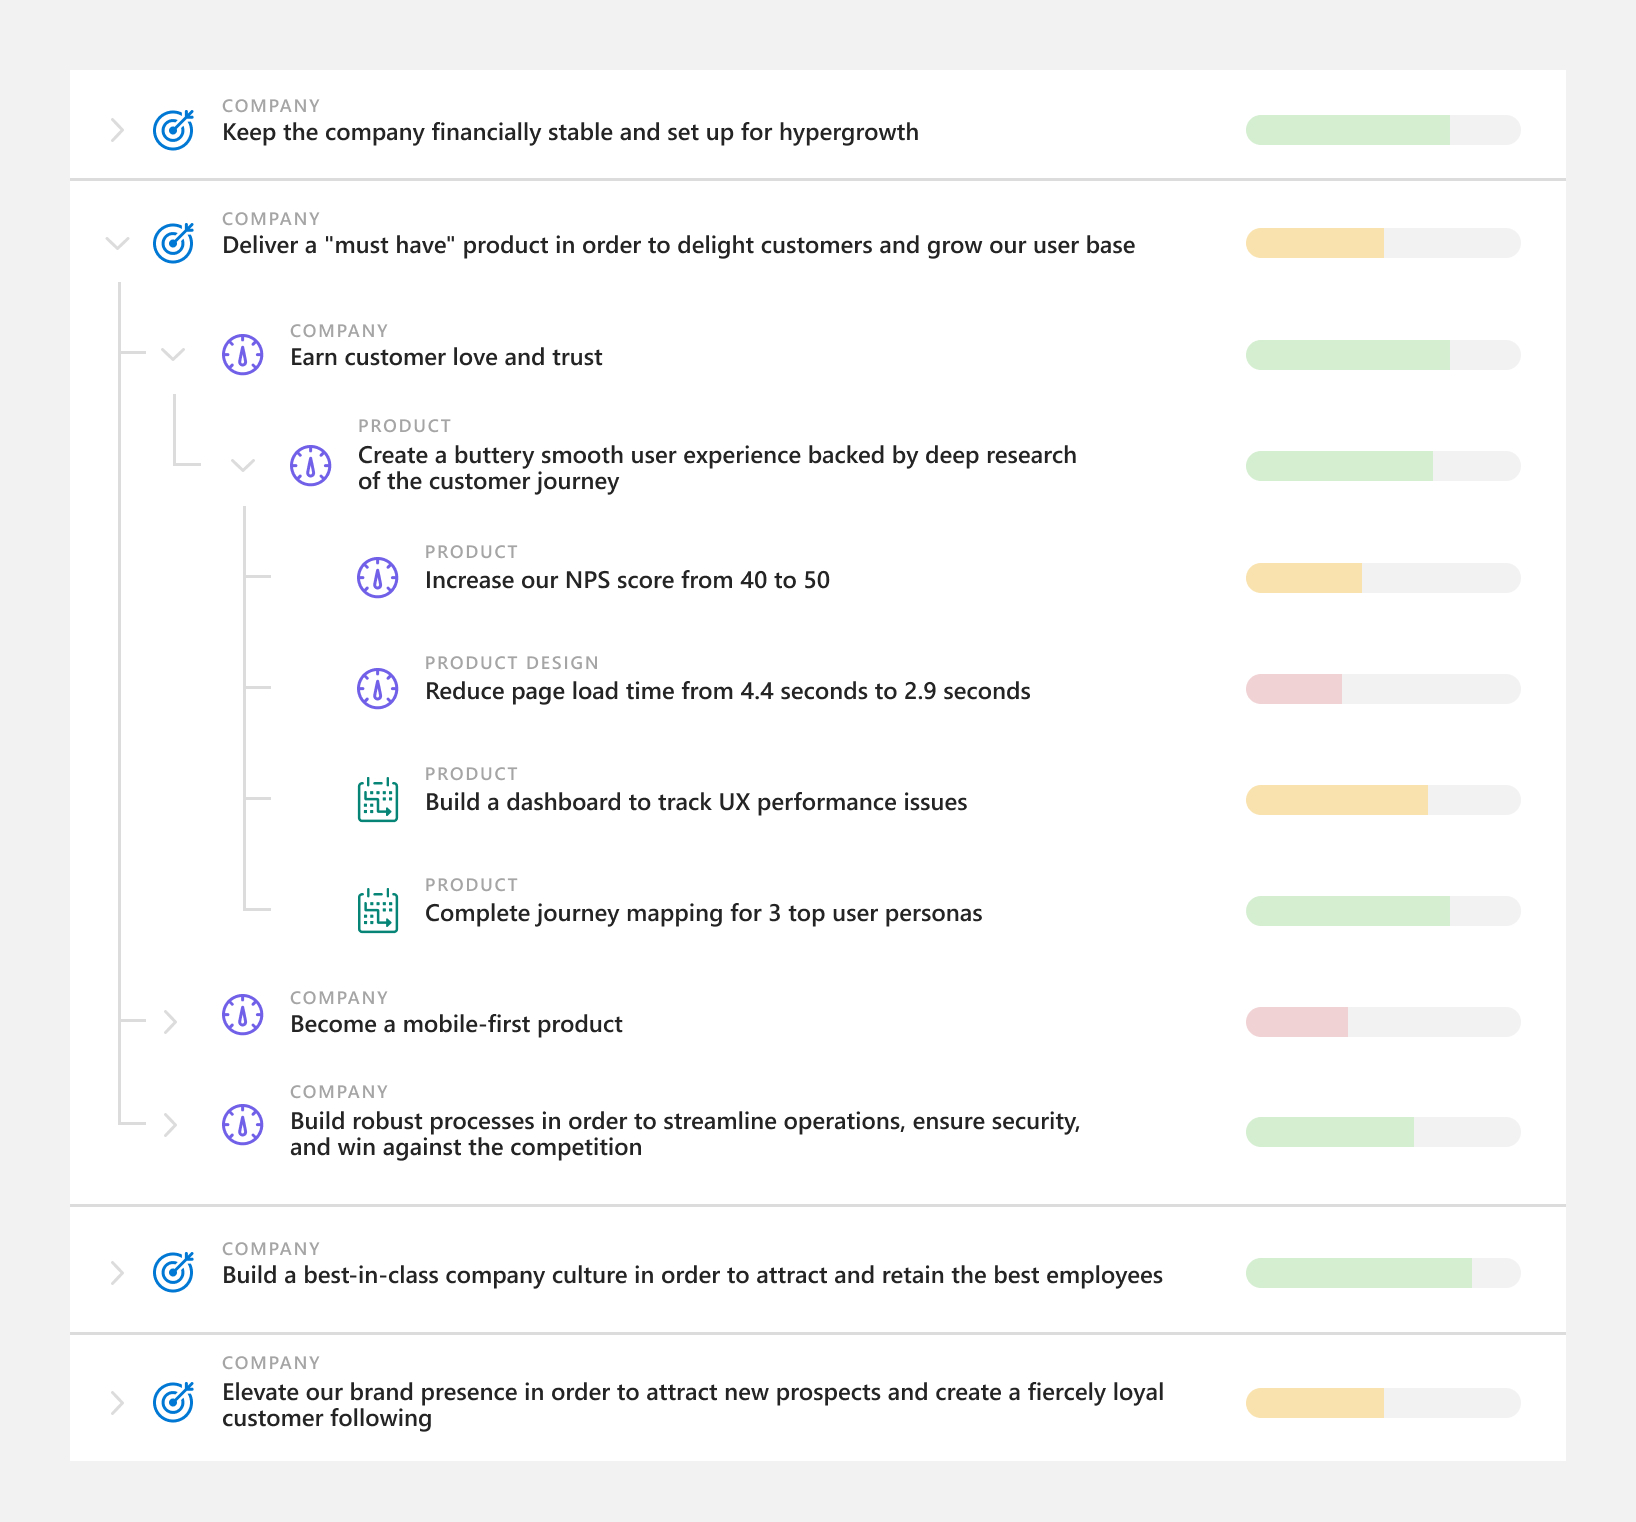 COMPANY
Keep the company financially stable and set up for hypergrowth
COMPANY
Deliver a "must have" product in order to delight customers and grow our user base
COMPANY
Earn customer love and trust
PRODUCT
Create a buttery smooth user experience backed by deep research
of the customer journey
PRODUCT
Increase our NPS score from 40 to 50
PRODUCT DESIGN
Reduce page load time from 4.4 seconds to 2.9 seconds
PRODUCT
Build a dashboard to track UX performance issues
PRODUCT
Complete journey mapping for 3 top user personas
COMPANY
Become a mobile-first product
COMPANY
Build robust processes in order to streamline operations, ensure security,
and win against the competition
COMPANY
Build a best-in-class company culture in order to attract and retain the best employees
COMPANY
Elevate our brand presence in order to attract new prospects and create a fiercely loyal
customer following